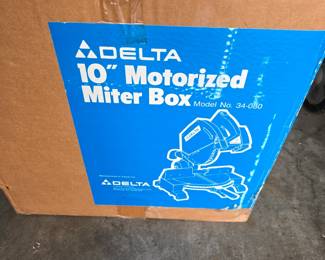 DELTA
10" Motorized
Miter Box Model No. 34-080
DELTA